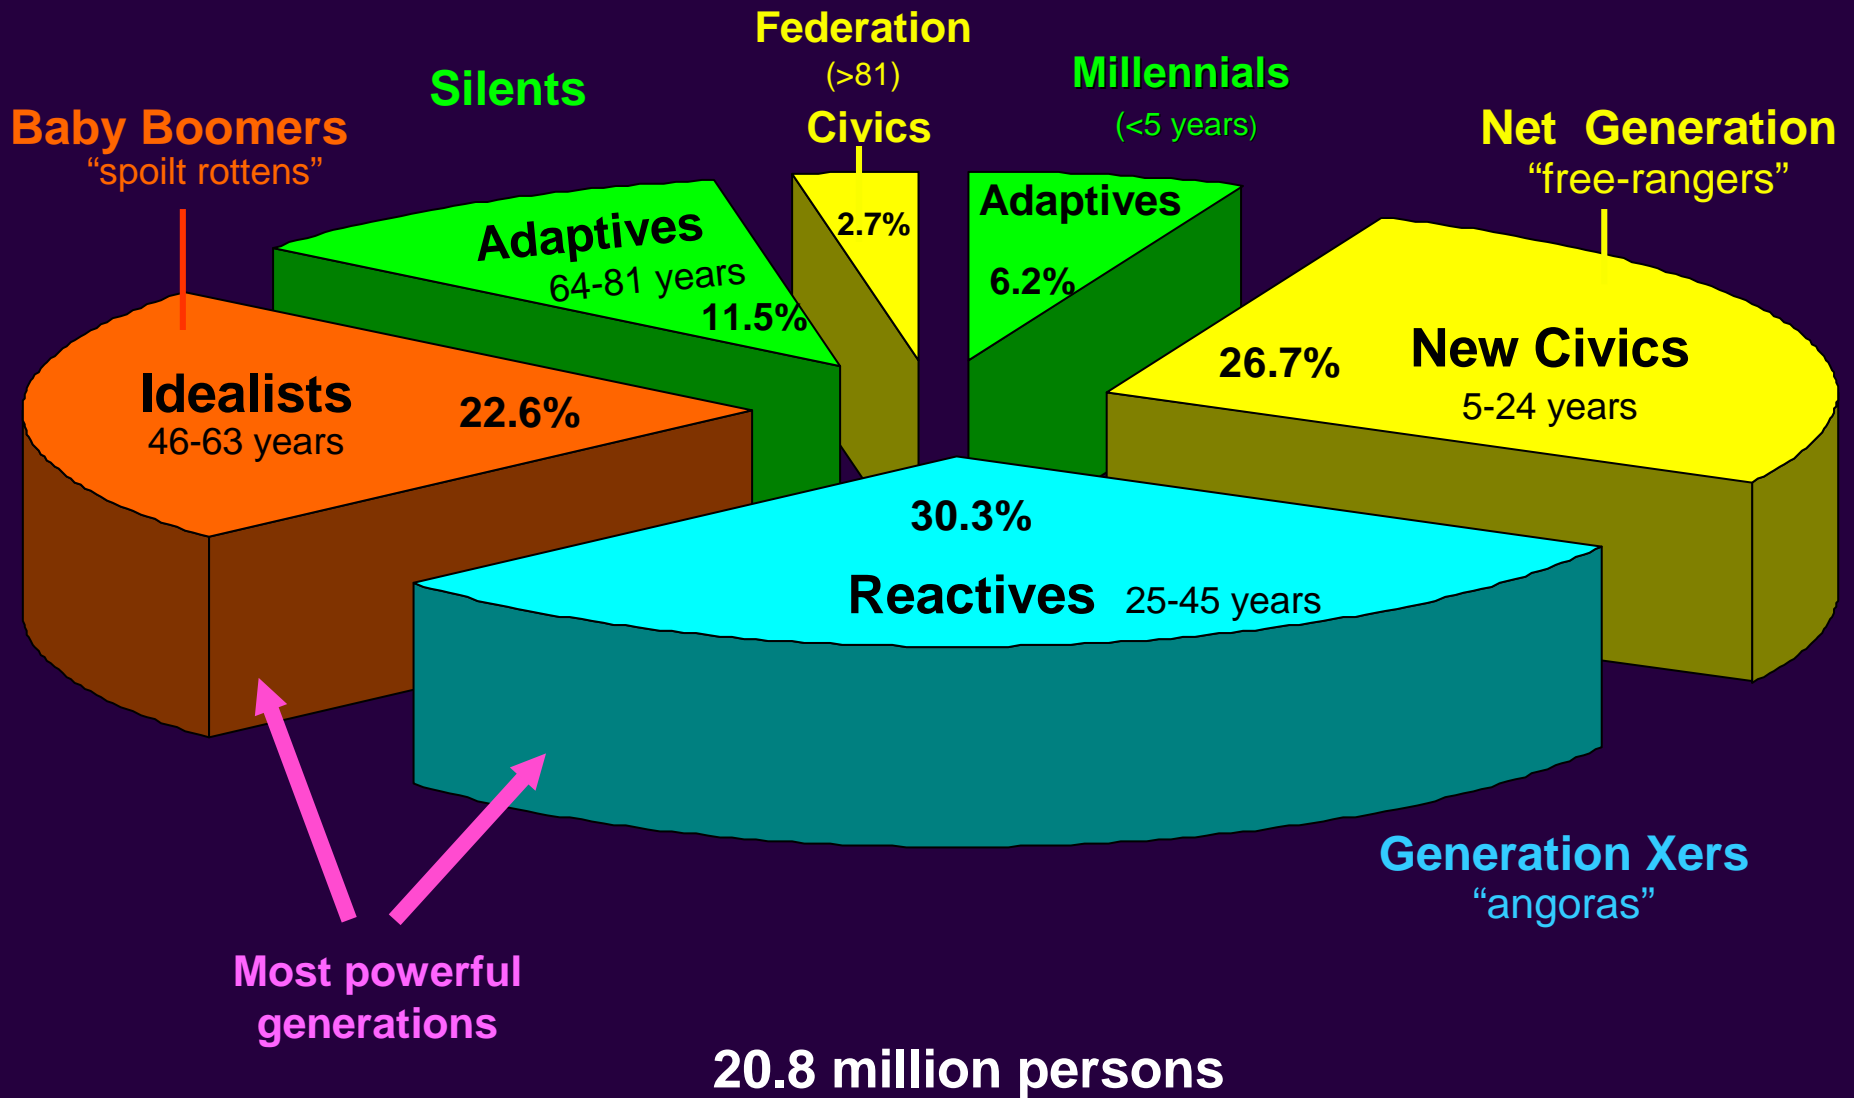 Federation
(>81)
Civics
2.7%
Millennials
(<5 years)
Adaptives
6.2%
Silents
Adaptives
64-81 years
11.5%
Baby Boomers
“spoilt rottens”
Idealists
46-63 years
22.6%
Net Generation
“free-rangers”
New Civics
5-24 years
26.7%
30.3%
Reactives 25-45 years
Generation Xers
“angoras”
Most powerful
generations
20.8 million persons